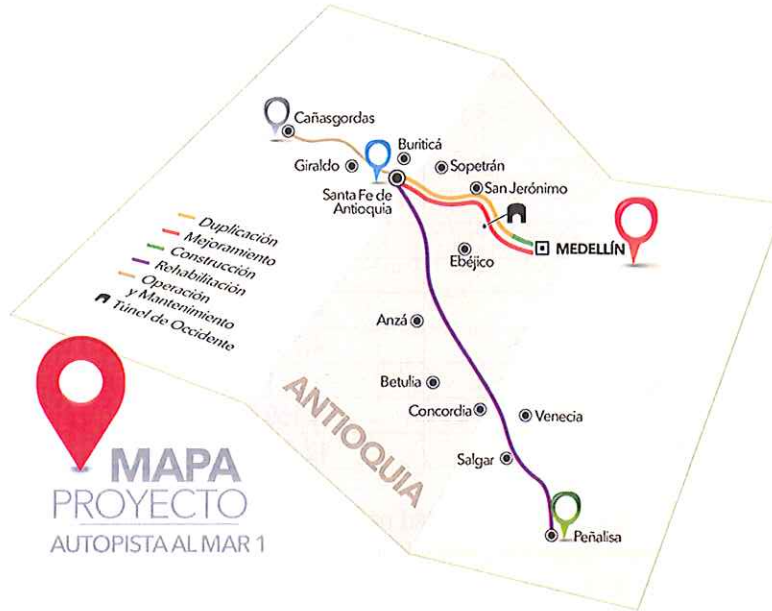 Cañasgordas
Buriticá
Giraldo
Sopetrán
San Jerónimo
Santa Fe de
Antioquia
MEDELLÍN
Ebéjico
Duplicación
Mejoramiento
Construcción
Rehabilitación
Operación
y Mantenimiento
Túnel de Occidente
Anzá
Betulia
Concordia
Venecia
Salgar
Peñalisa
ANTIOQUIA
MAPA
PROYECTO
AUTOPISTA AL MAR 1